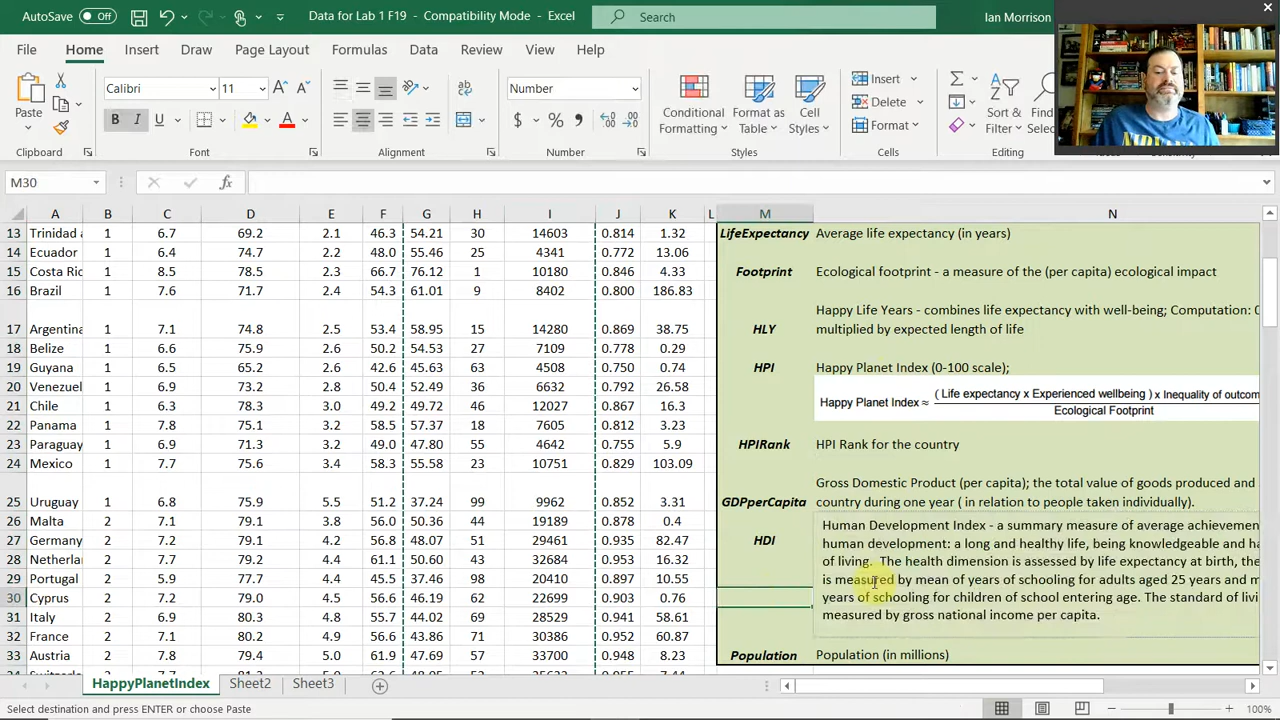 AutoSave Off
Data for Lab 1 F19 - Compatibility Mode - Excel
Search
Ian Morrison
File Home Insert Draw Page Layout Formulas Data Review View Help
Paste
Calibri 11
B I U
ab
Number
$ % 9
Conditional Formatting
Format as Table
Cell Styles
Insert
Delete
Format
Sort & Filter
Clipboard Font Alignment Number Styles Cells Editing
M30
fx
A B C D E F G H I J K L M N
13 Trinidad 1 6.7 69.2 2.1 46.3 54.21 30 14603 0.814 1.32 LifeExpectancy Average life expectancy (in years)
14 Ecuador 1 6.4 74.7 2.2 48.0 55.46 25 4341 0.772 13.06
15 Costa Ric 1 8.5 78.5 2.3 66.7 76.12 1 10180 0.846 4.33 Footprint Ecological footprint - a measure of the (per capita) ecological impact
16 Brazil 1 7.6 71.7 2.4 54.3 61.01 9 8402 0.800 186.83
Happy Life Years - combines life expectancy with well-being; Computation: 0
17 Argentina 1 7.1 74.8 2.5 53.4 58.95 15 14280 0.869 38.75 HLY multiplied by expected length of life
18 Belize 1 6.6 75.9 2.6 50.2 54.53 27 7109 0.778 0.29
19 Guyana 1 6.5 65.2 2.6 42.6 45.63 63 4508 0.750 0.74 HPI Happy Planet Index (0-100 scale);
20 Venezuel 1 6.9 73.2 2.8 50.4 52.49 36 6632 0.792 26.58
21 Chile 1 6.3 78.3 3.0 49.2 49.72 46 12027 0.867 16.3
Happy Planet Index ≈ (Life expectancy x Experienced wellbeing ) x Inequality of outcom
Ecological Footprint
22 Panama 1 7.8 75.1 3.2 58.5 57.37 18 7605 0.844 3.23
23 Paraguay 1 6.9 71.3 3.2 49.0 47.80 55 4642 0.755 5.9 HPIRank HPI Rank for the country
24 Mexico 1 7.7 75.6 3.4 58.3 55.58 23 10751 0.829 103.09
Gross Domestic Product (per capita); the total value of goods produced and
25 Uruguay 1 6.8 75.9 5.5 51.2 37.24 99 9962 0.852 3.31 GDPperCapita country during one year ( in relation to people taken individually).
26 Malta 2 7.1 79.1 3.8 56.0 50.36 44 19189 0.878 0.4 Human Development Index - a summary measure of average achievemen
27 Germany 2 7.2 79.1 4.2 56.8 48.07 51 29461 0.935 82.47 HDI human development: a long and healthy life, being knowledgeable and ha
28 Netherlan 2 7.7 79.2 4.4 61.1 50.60 43 32684 0.953 16.32 of living. The health dimension is assessed by life expectancy at birth, the
29 Portugal 2 5.9 77.7 4.4 45.5 37.16 98 20410 0.897 10.55 is measured by mean of years of schooling for adults aged 25 years and m
30 Cyprus 2 7.2 79.0 4.5 56.6 46.18 62 22699 0.903 0.76 years of schooling for children of school entering age. The standard of livi
31 Italy 2 6.9 80.3 4.8 55.7 44.02 69 28529 0.941 58.61 measured by gross national income per capita.
32 France 2 7.1 80.2 4.9 56.6 43.86 71 30386 0.952 60.87
33 Austria 2 7.8 79.4 5.0 61.9 47.69 57 33700 0.948 8.23 Population Population (in millions)
HappyPlanetIndex Sheet2 Sheet3
Select destination and press ENTER or choose Paste
100%